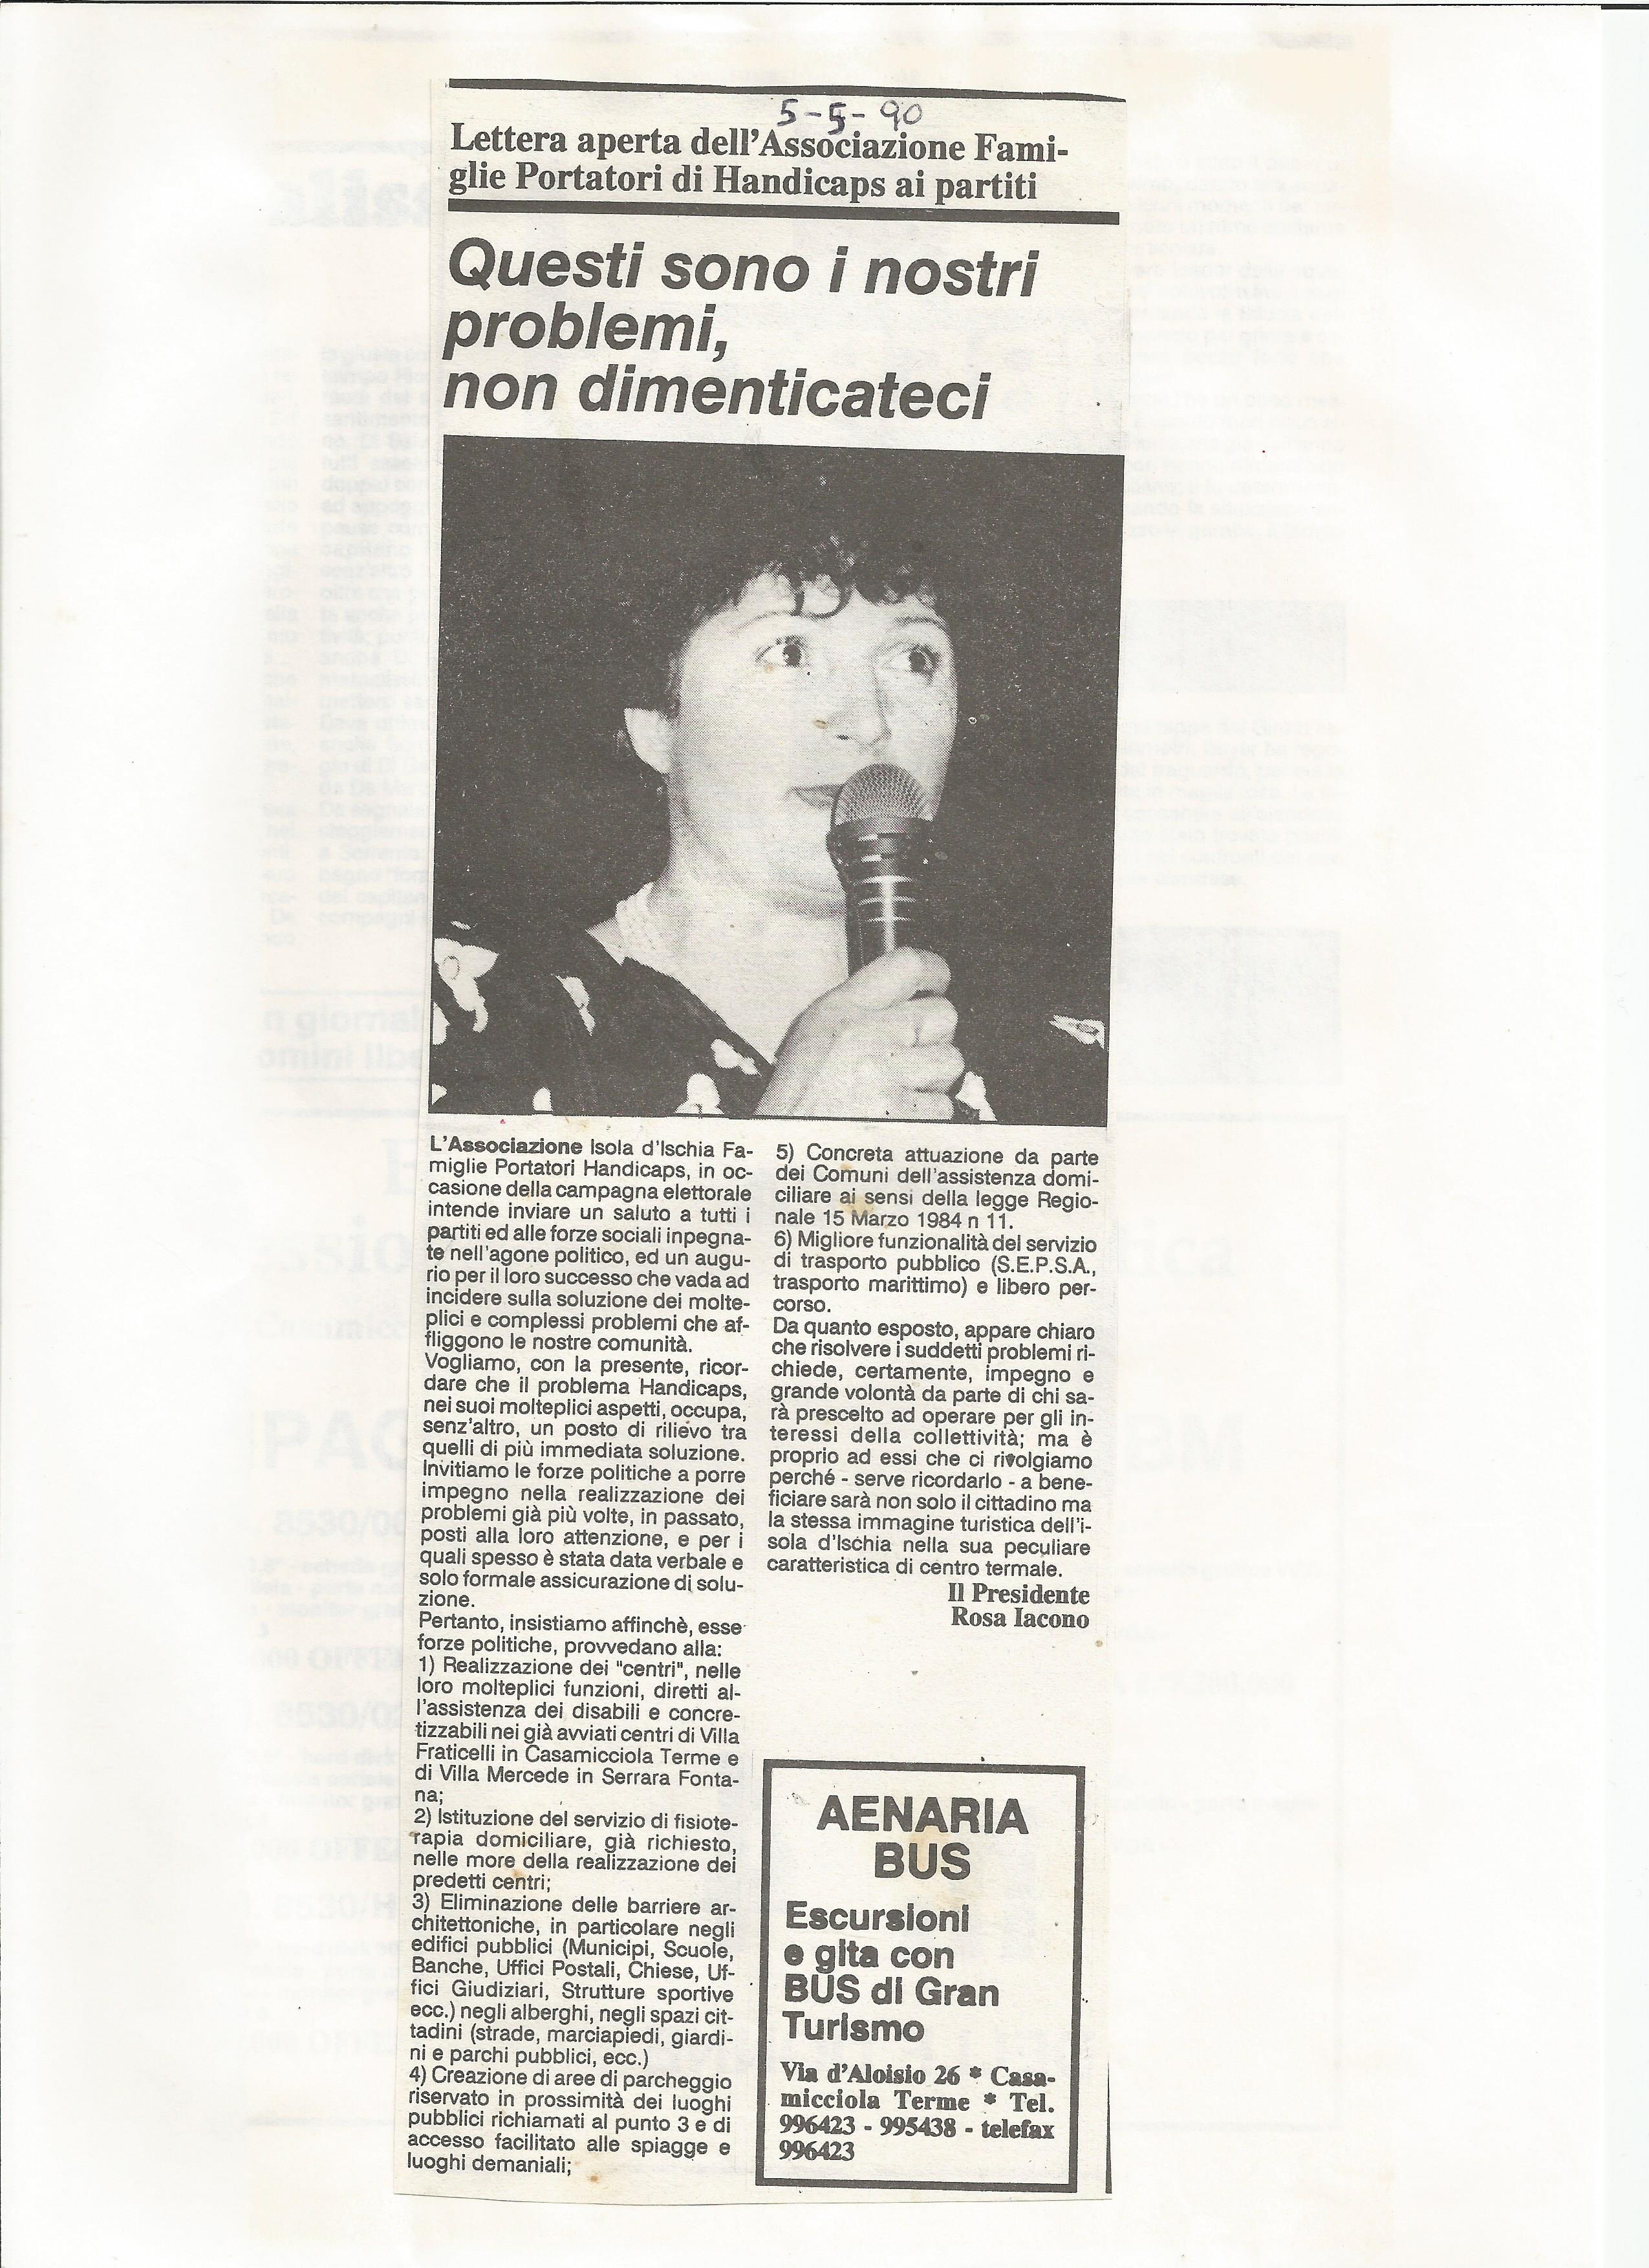 5-5-90
Lettera aperta dell'Associazione Fami-
glie Portatori di Handicaps ai partiti
Questi sono i nostri
problemi,
non dimenticateci
L'Associazione Isola d'Ischia Fa-
miglie Portatori Handicaps, in oc-
casione della campagna elettorale
intende inviare un saluto a tutti i
partiti ed alle forze sociali inpegna-
te nell'agone politico, ed un augu-
rio per il loro successo che vada ad
incidere sulla soluzione dei molte-
plici e complessi problemi che af-
fliggono le nostre comunità.
Vogliamo, con la presente, ricor-
dare che il problema Handicaps,
nei suoi molteplici aspetti, occupa,
senz'altro, un posto di rilievo tra
quelli di più immediata soluzione.
Invitiamo le forze politiche a porre
impegno nella realizzazione dei
problemi già più volte, in passato,
posti alla loro attenzione, e per i
quali spesso è stata data verbale e
solo formale assicurazione di solu-
zione.
Pertanto, insistiamo affinchè, esse
forze politiche, provvedano alla:
1) Realizzazione dei "centri", nelle
loro molteplici funzioni, diretti al-
l'assistenza dei disabili e concre-
tizzabili nei già avviati centri di Villa
Fraticelli in Casamicciola Terme e
di Villa Mercede in Serrara Fonta-
na;
2) Istituzione del servizio di fisiote-
rapia domiciliare, già richiesto,
nelle more della realizzazione dei
predetti centri;
3) Eliminazione delle barriere ar-
chitettoniche, in particolare negli
edifici pubblici (Municipi, Scuole,
Banche, Uffici Postali, Chiese, Uf-
fici Giudiziari, Strutture sportive
ecc.) negli alberghi, negli spazi cit-
tadini (strade, marciapiedi, giardi-
ni e parchi pubblici, ecc.)
4) Creazione di aree di parcheggio
riservato in prossimità dei luoghi
pubblici richiamati al punto 3 e di
accesso facilitato alle spiagge e
luoghi demaniali;
5) Concreta attuazione da parte
dei Comuni dell'assistenza domi-
ciliare ai sensi della legge Regio-
nale 15 Marzo 1984 n 11.
6) Migliore funzionalità del servizio
di trasporto pubblico (S.E.P.S.A.,
trasporto marittimo) e libero per-
corso.
Da quanto esposto, appare chiaro
che risolvere i suddetti problemi ri-
chiede, certamente, impegno e
grande volontà da parte di chi sa-
rà prescelto ad operare per gli in-
teressi della collettività; ma è
proprio ad essi che ci rivolgiamo
perché - serve ricordarlo - a bene-
ficiare sarà non solo il cittadino ma
la stessa immagine turistica dell'i-
sola d'Ischia nella sua peculiare
caratteristica di centro termale.
Il Presidente
Rosa Iacono
AENARIA
BUS
Escursioni
e gita con
BUS di Gran
Turismo
Via d'Aloisio 26 * Casa-
micciola Terme * Tel.
996423 - 995438 - telefax
996423